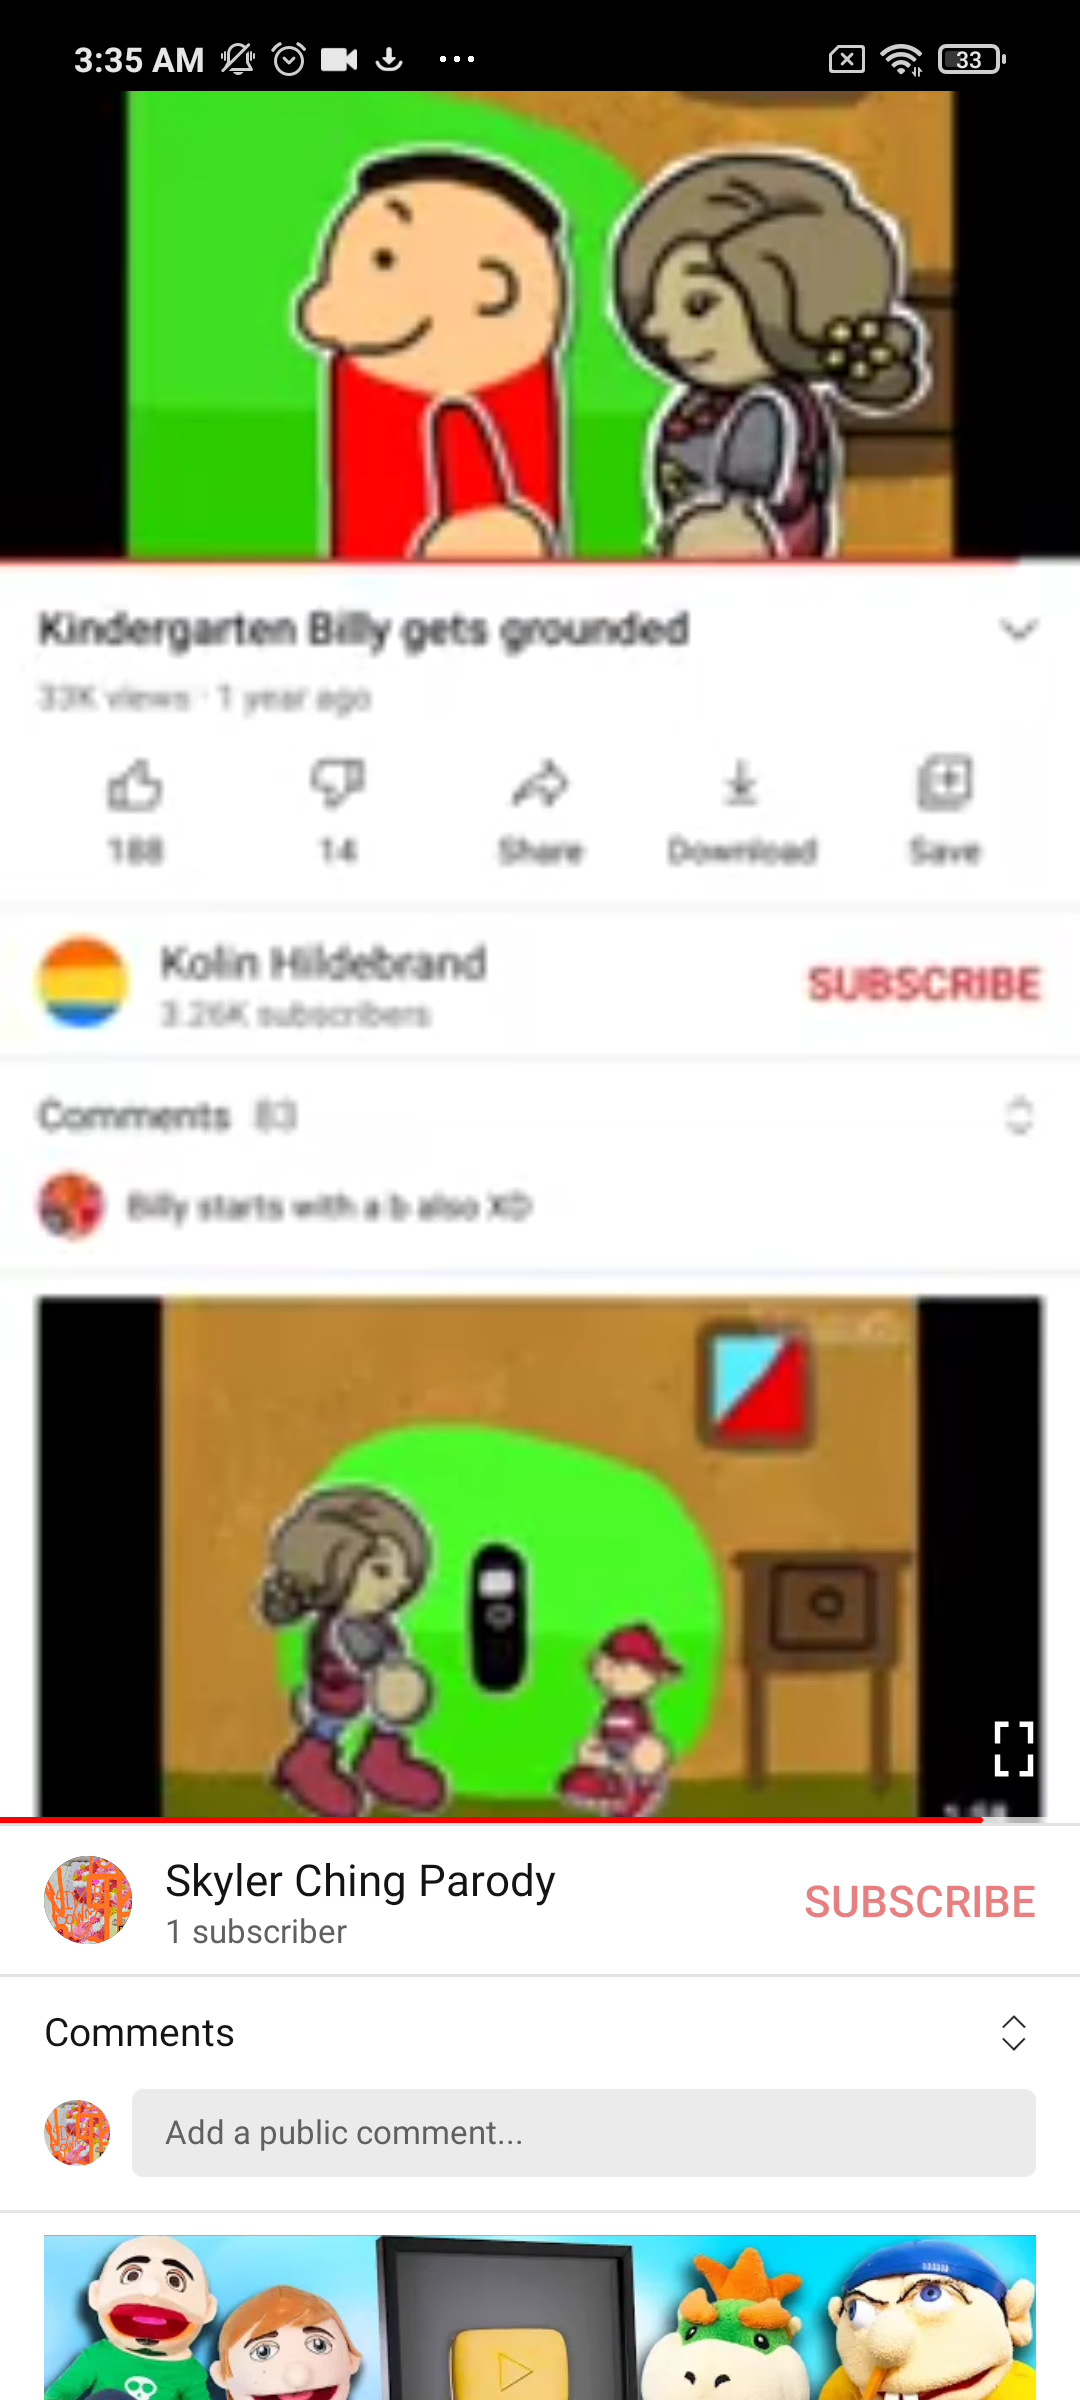 3:35 AM
33
Kindergarten Billy gets grounded
33K views · 1 year ago
188
14
Share
Download
Save
Kolin Hildebrand
3.26K subscribers
SUBSCRIBE
Comments 83
Billy starts with a b also XD
Skyler Ching Parody
1 subscriber
SUBSCRIBE
Comments
Add a public comment...